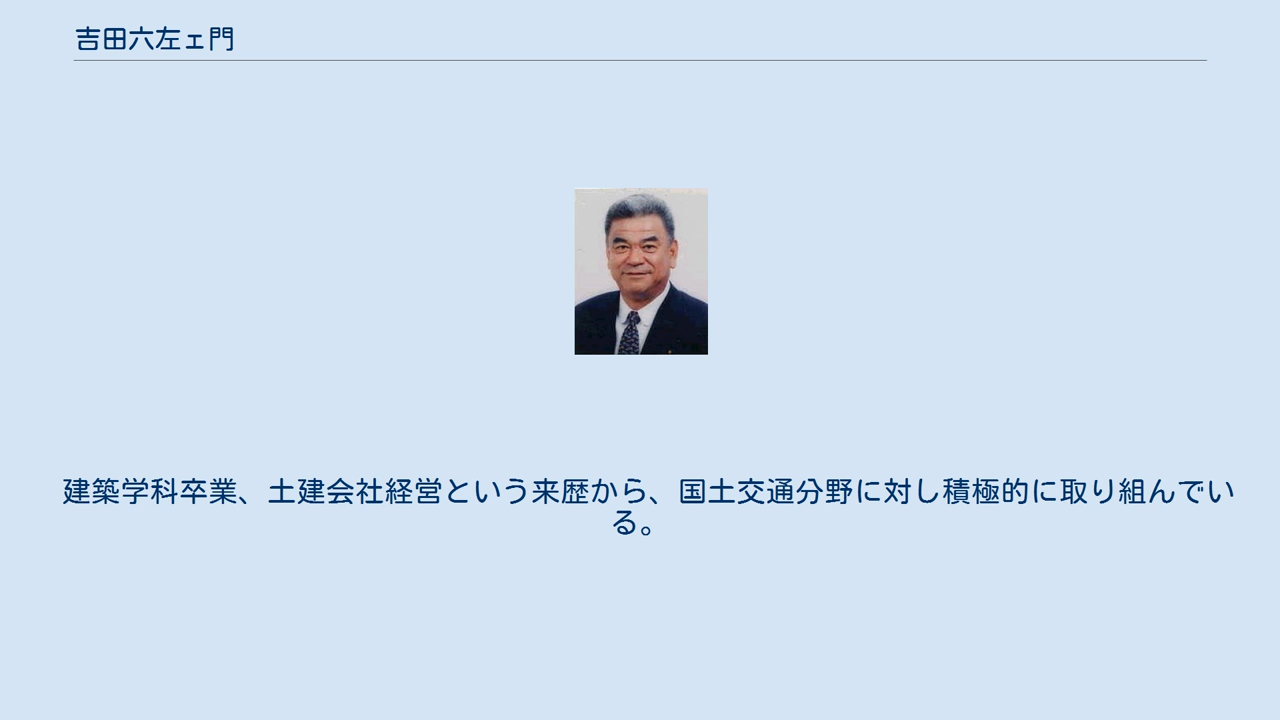 吉田六左ェ門
建築学科卒業、土建会社経営という来歴から、国土交通分野に対し積極的に取り組んでい
る。